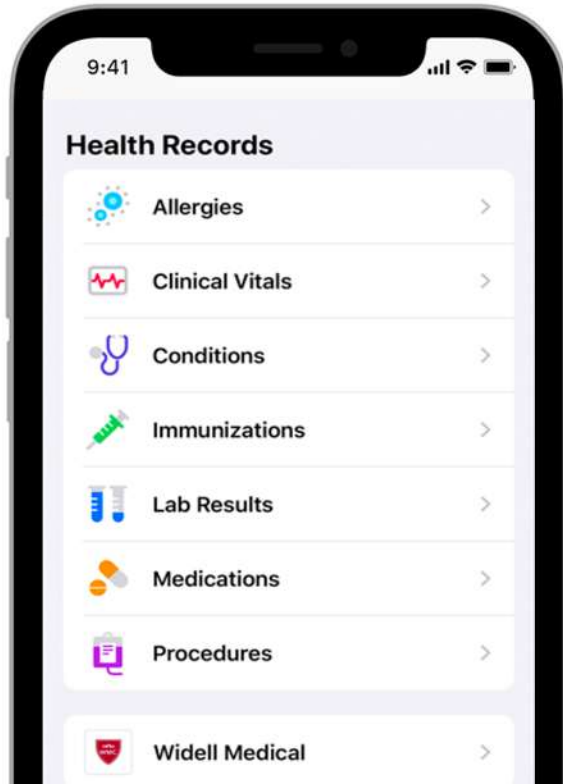 9:41
Health Records
Allergies
Clinical Vitals
Conditions
Immunizations
Lab Results
Medications
Procedures
Widell Medical